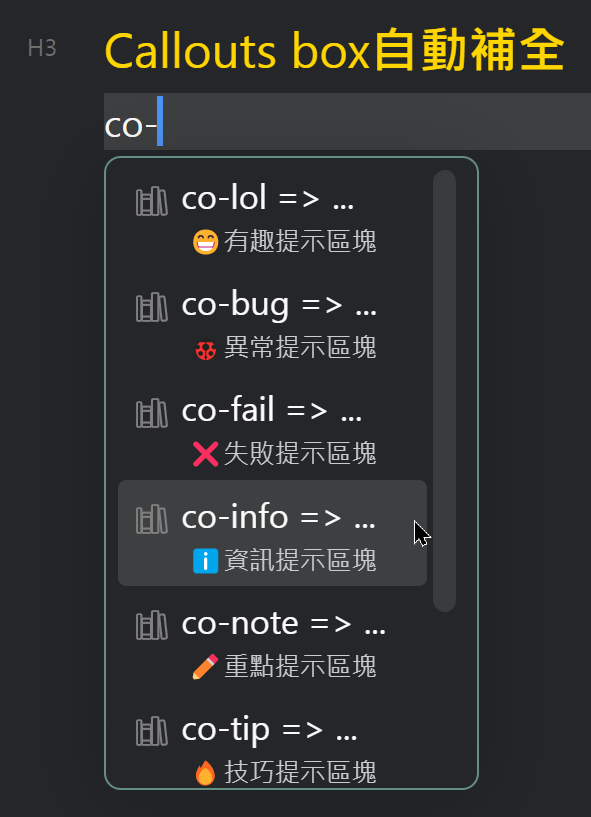 H3 Callouts box自動補全
co-
co-lol => ...
😁有趣提示區塊
co-bug => ...
🐞異常提示區塊
co-fail => ...
❌失敗提示區塊
co-info => ...
ℹ️資訊提示區塊
co-note => ...
✏️重點提示區塊
co-tip => ...
🔥技巧提示區塊